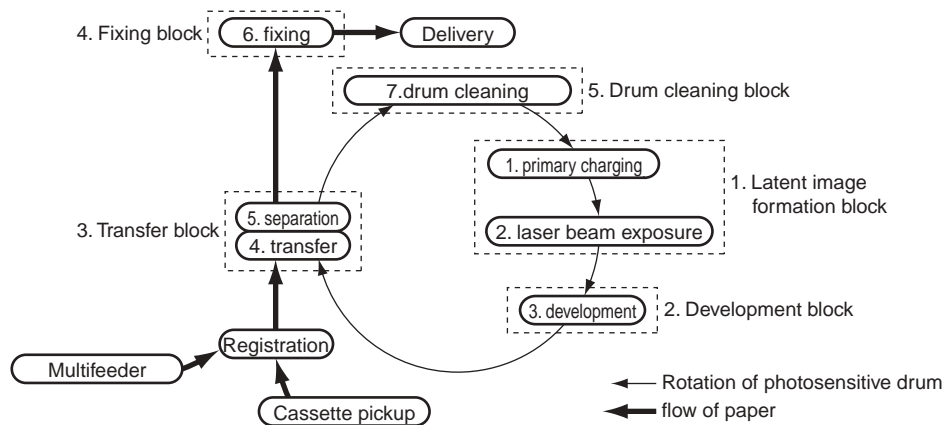 4. Fixing block
6. fixing
Delivery
7.drum cleaning
5. Drum cleaning block
1. primary charging
1. Latent image
formation block
2. laser beam exposure
3. Transfer block
5. separation
4. transfer
3. development
2. Development block
Registration
Multifeeder
Cassette pickup
Rotation of photosensitive drum
flow of paper